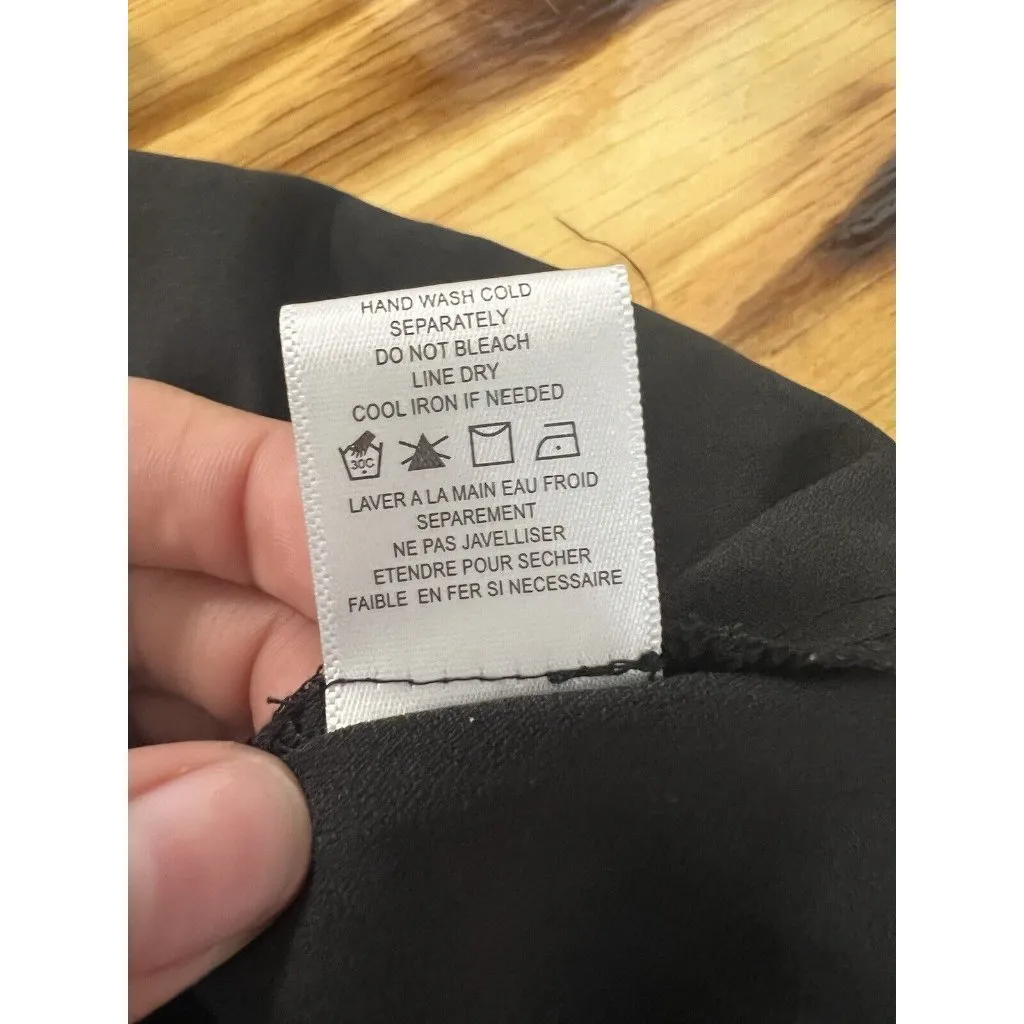 HAND WASH COLD
SEPARATELY
DO NOT BLEACH
LINE DRY
COOL IRON IF NEEDED
30C
LAVER A LA MAIN EAU FROID
SEPAREMENT
NE PAS JAVELLISER
ETENDRE POUR SECHER
FAIBLE EN FER SI NECESSAIRE